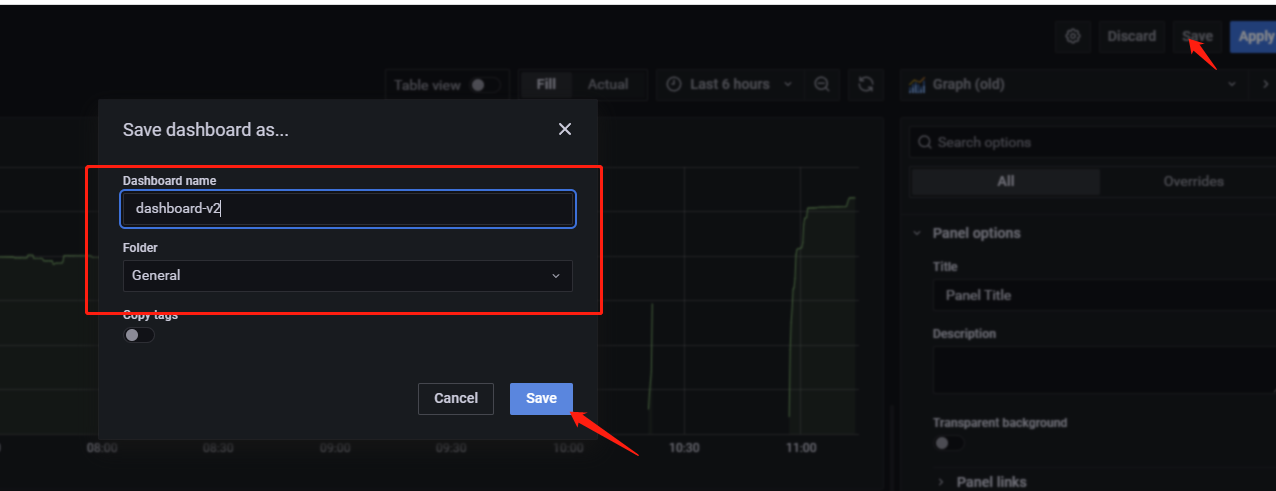 Discard Save Apply
Table view Fill Actual Last 6 hours Graph (old)
Save dashboard as...
Search options
All Overrides
Dashboard name
dashboard-v2
Folder
General
Copy tags
Cancel Save
Panel options
Title
Panel Title
Description
Transparent background
Panel links
08:00 08:30 09:00 09:30 10:00 10:30 11:00